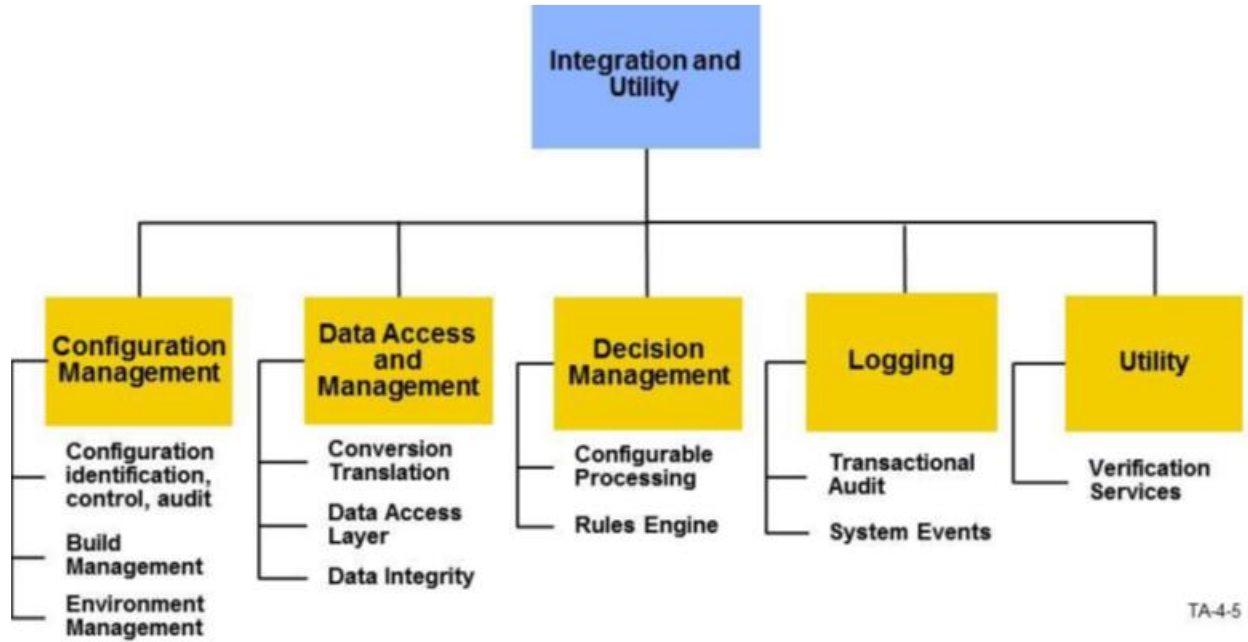 Integration and
Utility
Configuration
Management
Data Access
and
Management
Decision
Management
Logging
Utility
Configuration
identification,
control, audit
Build
Management
Environment
Management
Conversion
Translation
Data Access
Layer
Data Integrity
Configurable
Processing
Rules Engine
Transactional
Audit
System Events
Verification
Services
TA-4-5